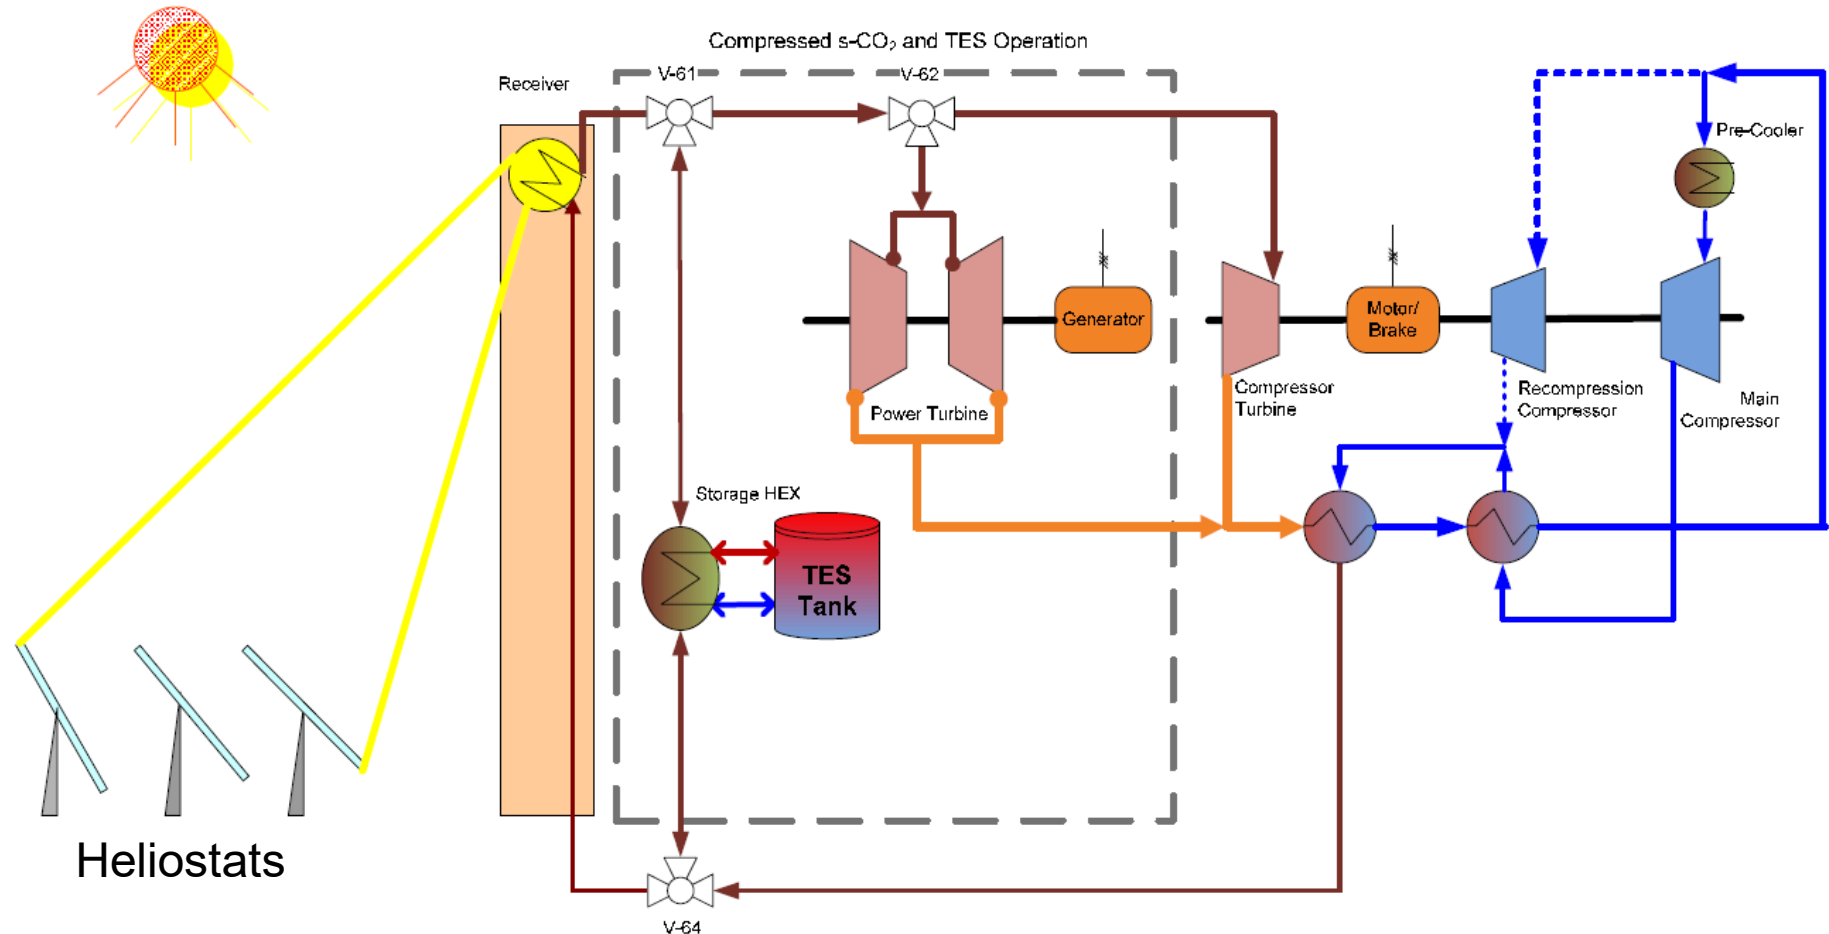 Compressed s-CO₂ and TES Operation
Receiver
V-61
V-62
Pre-Cooler
Generator
Motor/
Brake
Power Turbine
Compressor
Turbine
Recompression
Compressor
Main
Compressor
Storage HEX
TES
Tank
Heliostats
V-64